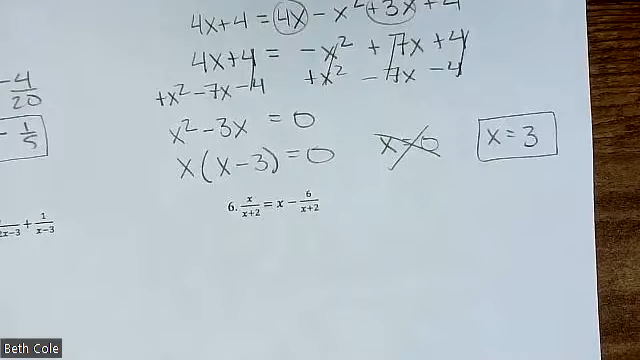 4x+4 = 4x - x² + 3x + 4
4x+4 = -x² + 7x + 4
+x² -7x -4 +x² -7x -4
x² - 3x = 0
x(x-3) = 0
x=0
x = 3
-4/20
- 1/5
6. x/(x+2) = x - 6/(x+2)
+ 1/(x-3)
Beth Cole